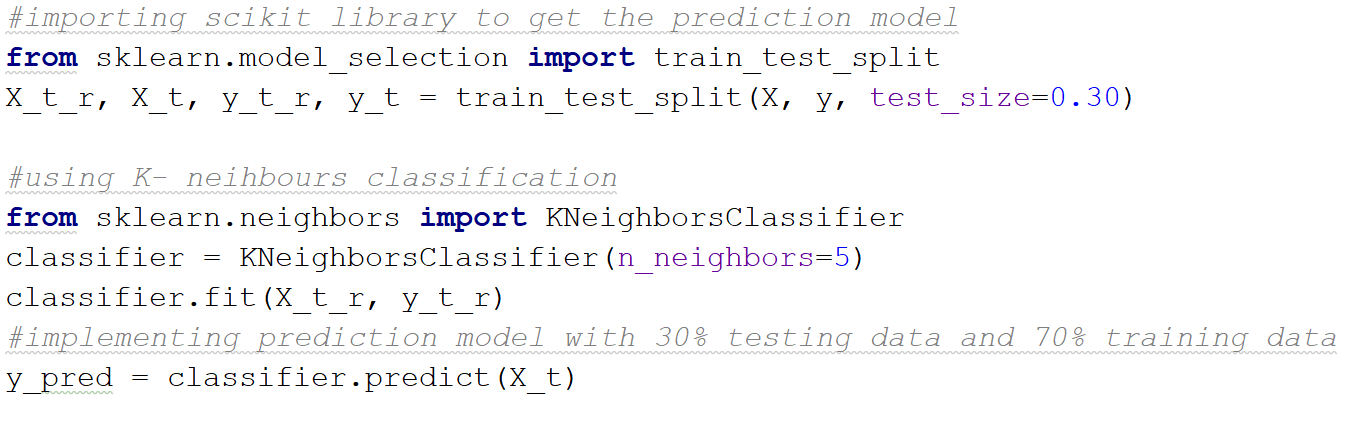 #importing scikit library to get the prediction model
from sklearn.model_selection import train_test_split
X_t_r, X_t, y_t_r, y_t = train_test_split(X, y, test_size=0.30)
#using K- neihbours classification
from sklearn.neighbors import KNeighborsClassifier
classifier = KNeighborsClassifier(n_neighbors=5)
classifier.fit(X_t_r, y_t_r)
#implementing prediction model with 30% testing data and 70% training data
y_pred = classifier.predict(X_t)